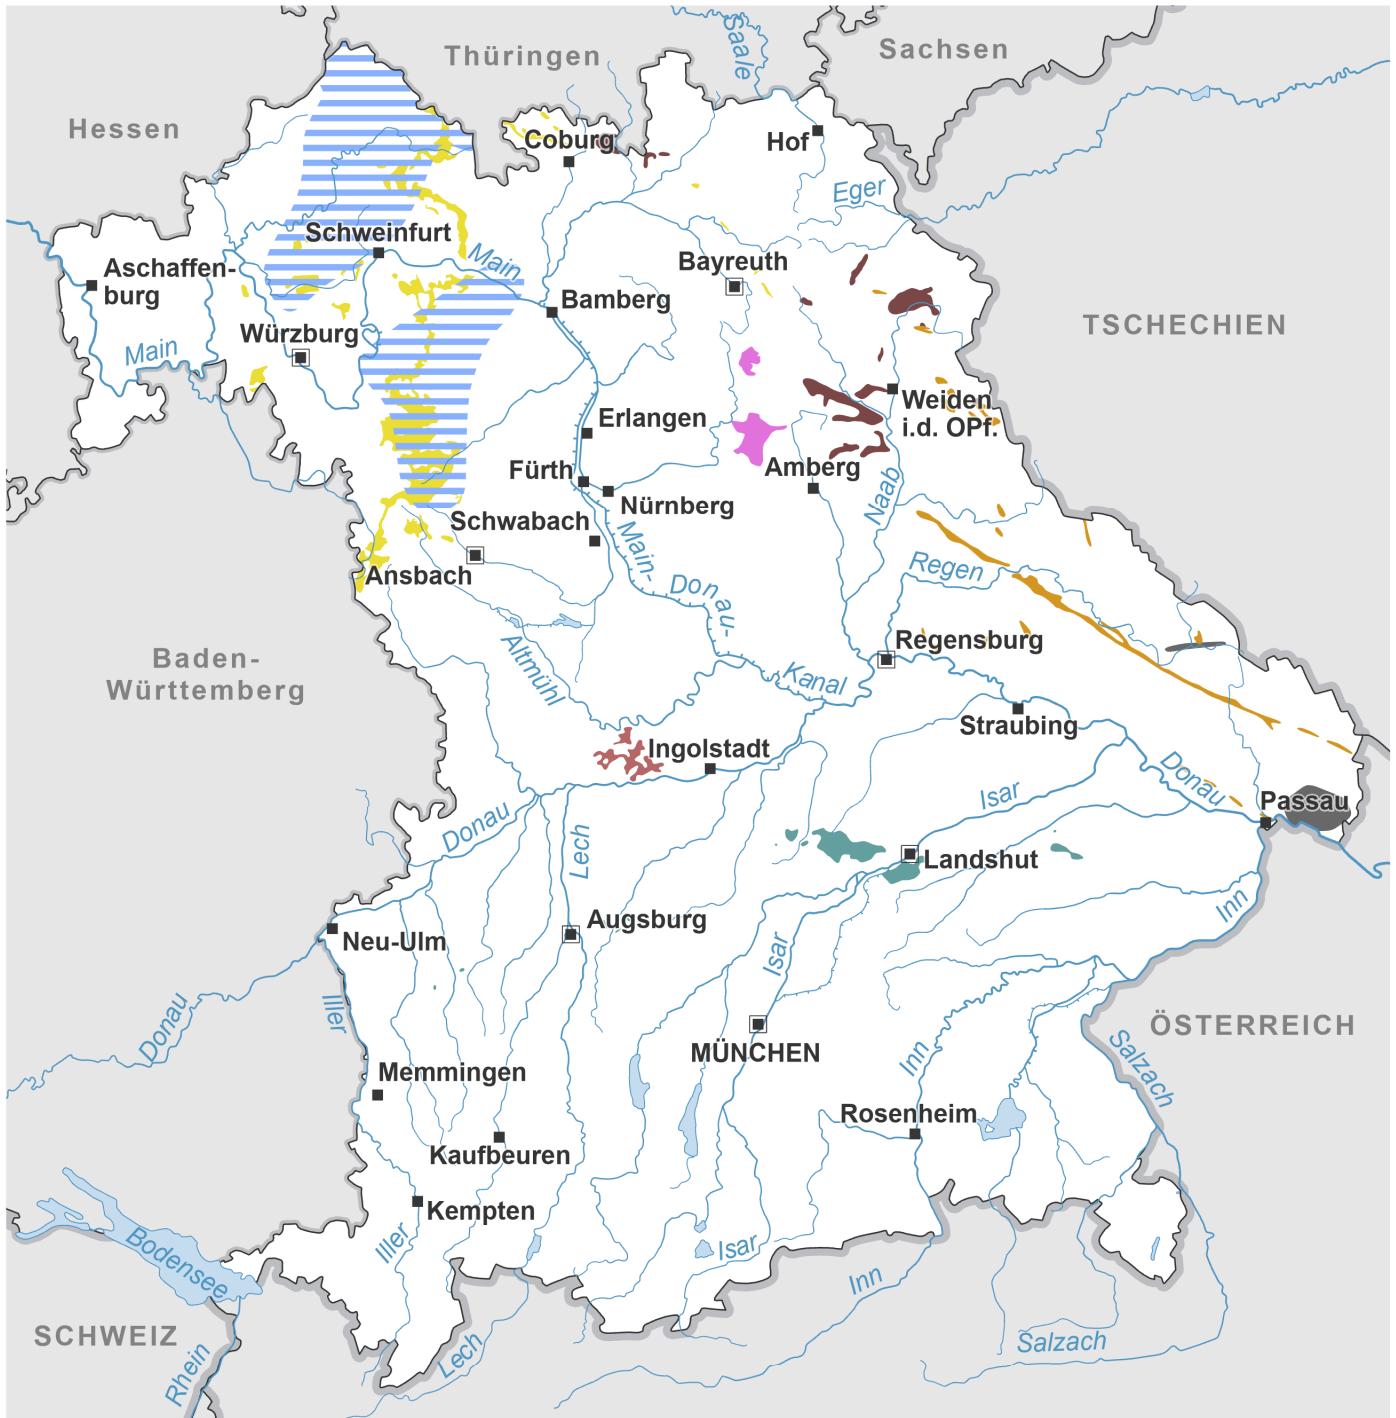 Thüringen
Saale
Sachsen
Hessen
Coburg
Hof
Eger
Schweinfurt
Main
Bayreuth
Aschaffen-
burg
Bamberg
TSCHECHIEN
Würzburg
Main
Weiden
i.d. OPf.
Erlangen
Fürth
Amberg
Nürnberg
Naab
Schwabach
Main-
Donau-
Kanal
Ansbach
Regen
Regensburg
Altmühl
Baden-
Württemberg
Straubing
Ingolstadt
Donau
Isar
Passau
Donau
Lech
Landshut
Augsburg
Inn
Neu-Ulm
Isar
Iller
Donau
ÖSTERREICH
MÜNCHEN
Inn
Salzach
Memmingen
Rosenheim
Kaufbeuren
Kempten
Iller
Bodensee
Isar
Inn
SCHWEIZ
Lech
Salzach
Rhein